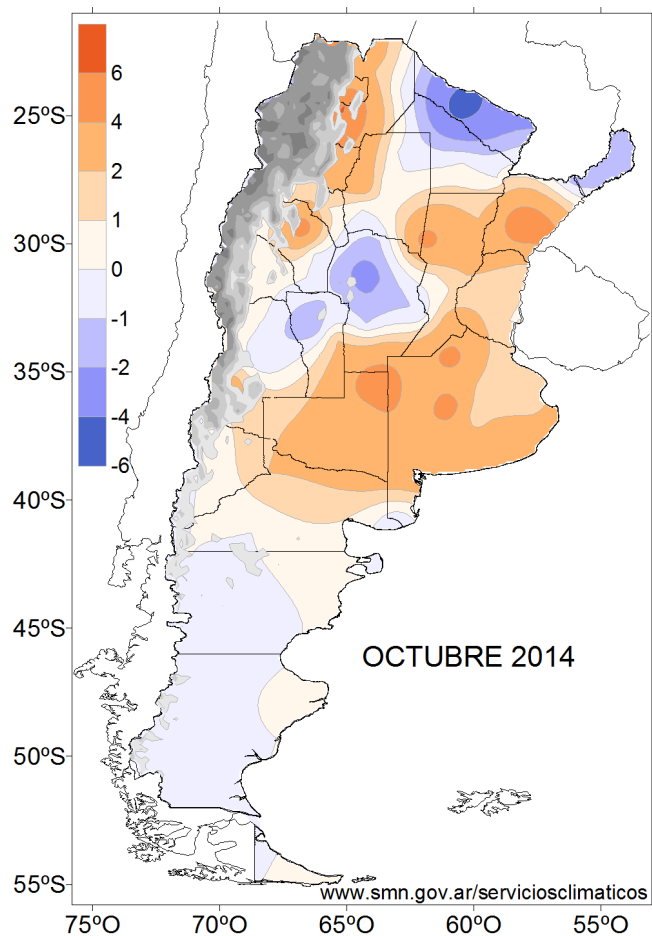 6
4
2
1
0
-1
-2
-4
-6
25ºS
30ºS
35ºS
40ºS
45ºS
50ºS
55ºS
OCTUBRE 2014
www.smn.gov.ar/serviciosclimaticos
75ºO 70ºO 65ºO 60ºO 55ºO